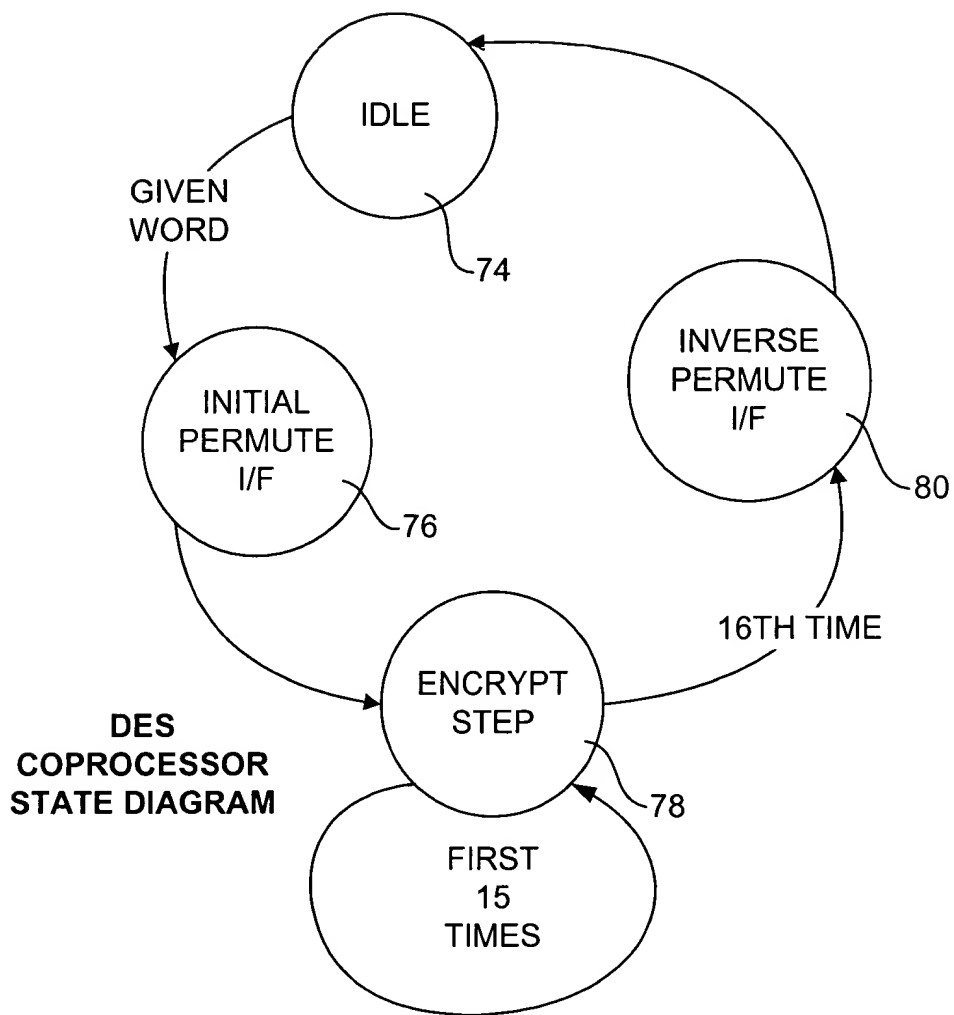 IDLE
74
GIVEN
WORD
INITIAL
PERMUTE
I/F
76
INVERSE
PERMUTE
I/F
80
16TH TIME
ENCRYPT
STEP
78
FIRST
15
TIMES
DES
COPROCESSOR
STATE DIAGRAM